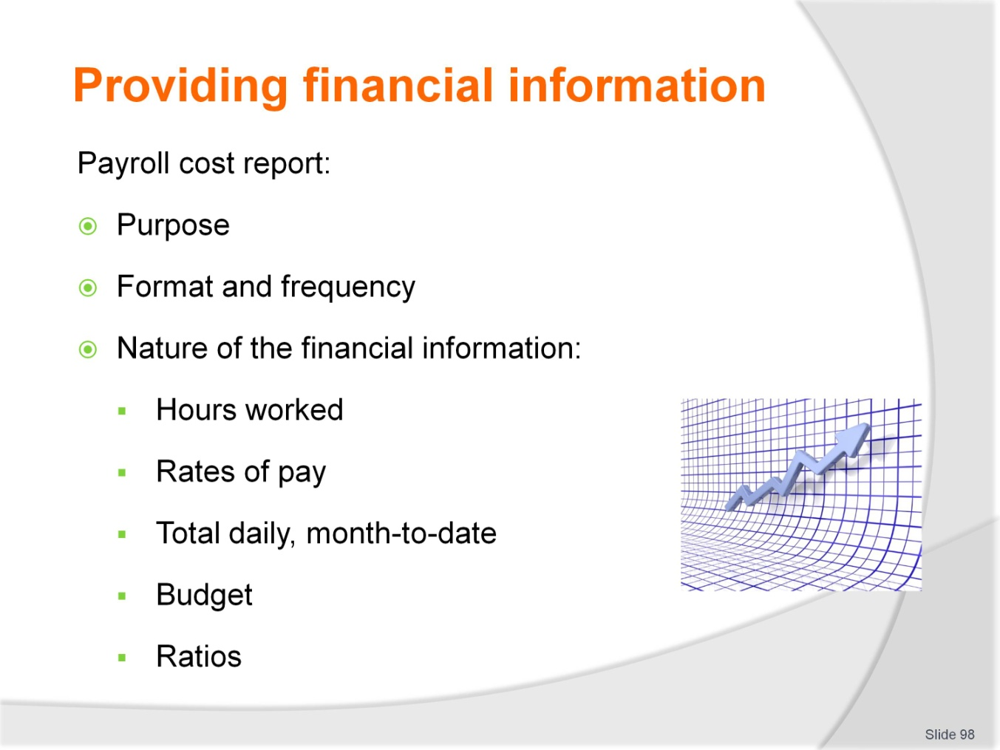 Providing financial information
Payroll cost report:
Purpose
Format and frequency
Nature of the financial information:
Hours worked
Rates of pay
Total daily, month-to-date
Budget
Ratios
Slide 98